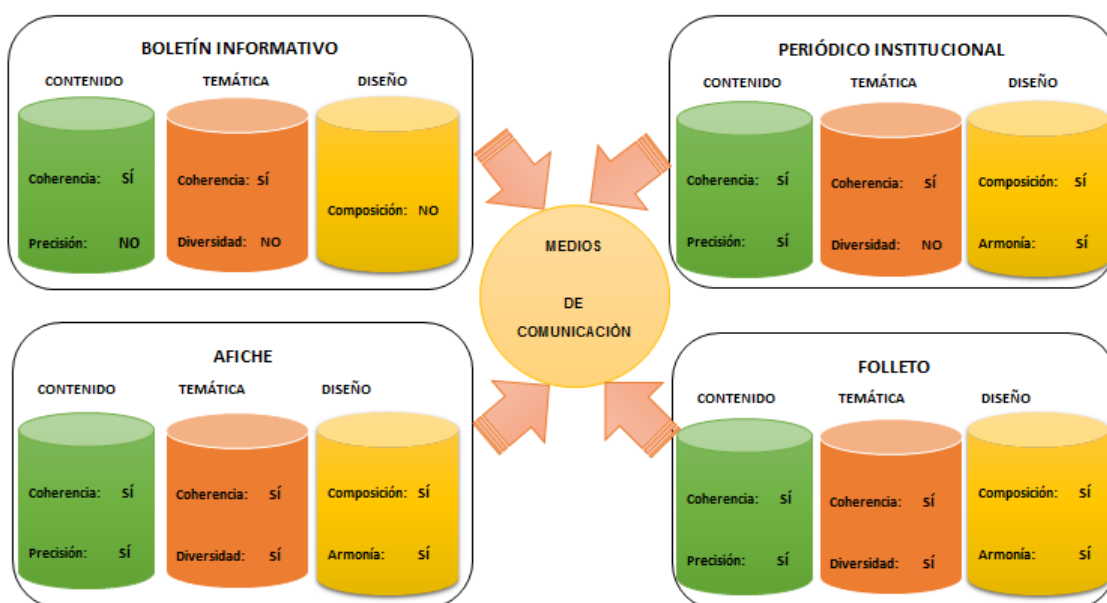 BOLETÍN INFORMATIVO
CONTENIDO TEMÁTICA DISEÑO
Coherencia: SÍ Coherencia: SÍ
Composición: NO
Precisión: NO Diversidad: NO
PERIÓDICO INSTITUCIONAL
CONTENIDO TEMÁTICA DISEÑO
Coherencia: SÍ Coherencia: SÍ Composición: SÍ
Precisión: SÍ Diversidad: NO Armonía: SÍ
MEDIOS
DE
COMUNICACIÓN
AFICHE
CONTENIDO TEMÁTICA DISEÑO
Coherencia: SÍ Coherencia: SÍ Composición: SÍ
Precisión: SÍ Diversidad: SÍ Armonía: SÍ
FOLLETO
CONTENIDO TEMÁTICA DISEÑO
Coherencia: SÍ Coherencia: SÍ Composición: SÍ
Precisión: SÍ Diversidad: SÍ Armonía: SÍ